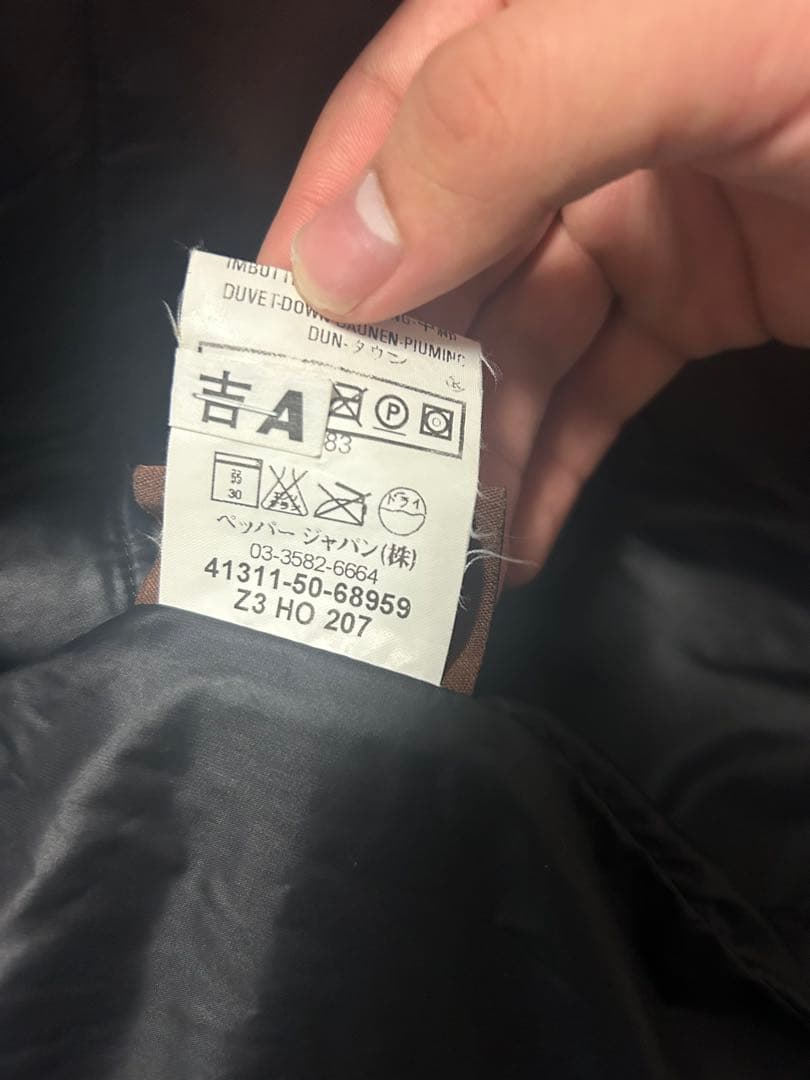 DUVET-DOWN-DAUNEN-PIUMINO
DUN-ダウン
吉A
P
83
30
ドライ
ペッパー ジャパン(株)
03-3582-6664
41311-50-68959
Z3 HO 207